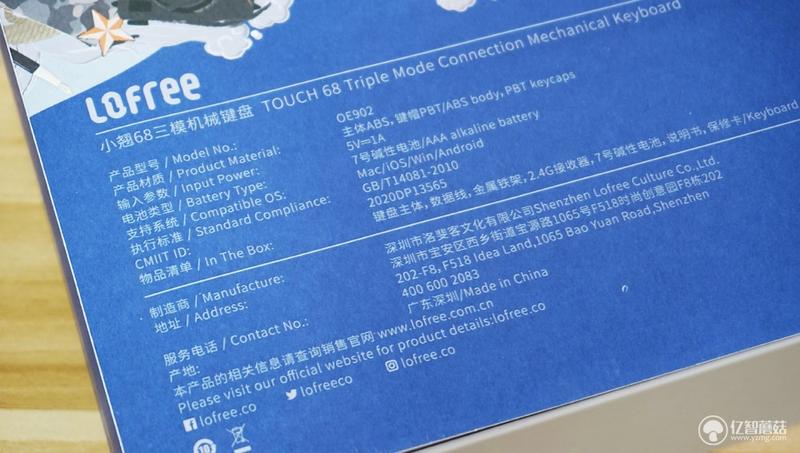 LOFREE
小翘68三模机械键盘 TOUCH 68 Triple Mode Connection Mechanical Keyboard
产品型号 / Model No.: OE902
产品材质 / Product Material: 主体ABS, 键帽PBT/ABS body, PBT keycaps
输入参数 / Input Power: 5V⎓1A
电池类型 / Battery Type: 7号碱性电池/AAA alkaline battery
支持系统 / Compatible OS: Mac/iOS/Win/Android
执行标准 / Standard Compliance: GB/T14081-2010
CMIIT ID: 2020DP13565
物品清单 / In The Box: 键盘主体, 数据线, 金属铁架, 2.4G接收器, 7号碱性电池, 说明书, 保修卡/Keyboard
制造商 / Manufacture: 深圳市洛斐客文化有限公司Shenzhen Lofree Culture Co., Ltd.
地址 / Address: 深圳市宝安区西乡街道宝源路1065号F518时尚创意园F8栋202
202-F8, F518 Idea Land, 1065 Bao Yuan Road, Shenzhen
服务电话 / Contact No.: 400 600 2083
产地: 广东深圳/Made in China
本产品的相关信息请查询销售官网:www.lofree.com.cn
Please visit our official website for product details:lofree.co
lofree.co lofreeco lofree.co
10
亿智蘑菇
www.yzmg.com